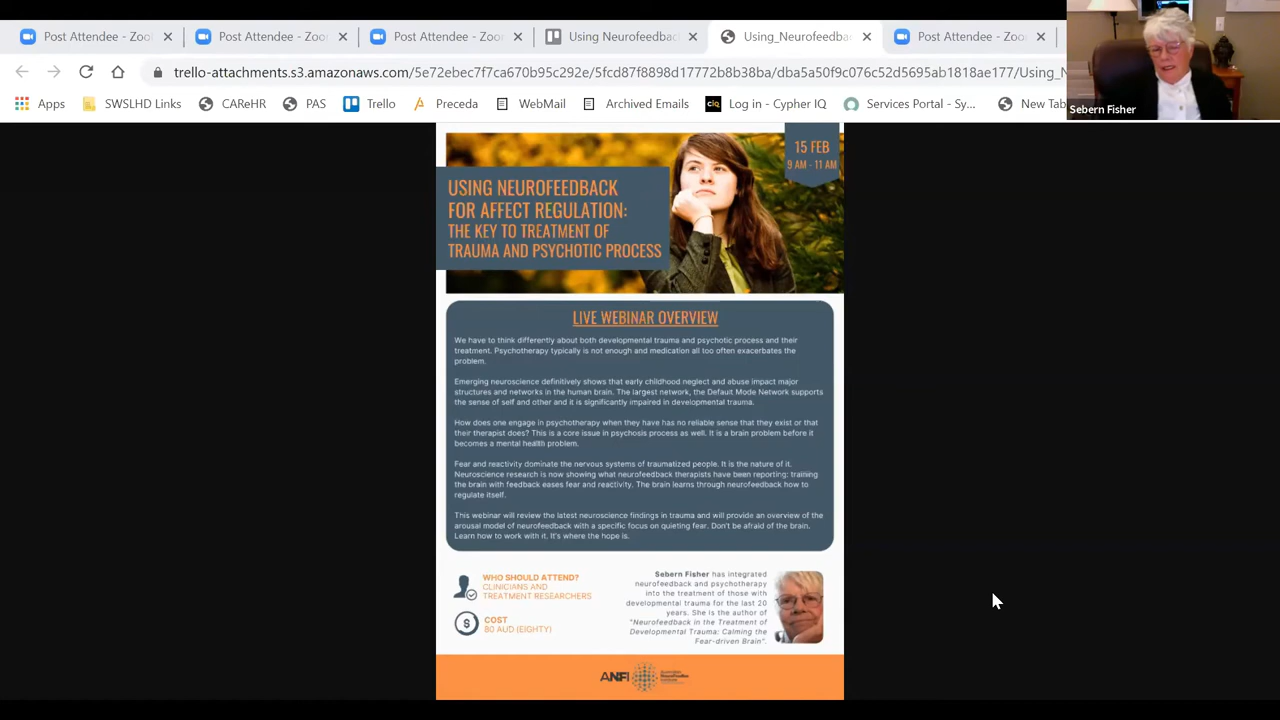 Post Attendee - Zoo
Post Attendee - Zoo
Post Attendee - Zoo
Using Neurofeedbac
Using_Neurofeedba
Post Attendee - Zoo
trello-attachments.s3.amazonaws.com/5e72ebec7f7ca670b95c292e/5fcd87f8898d17772b8b38ba/dba5a50f9c076c52d5695ab1818ae177/Using_N
Apps
SWSLHD Links
CAReHR
PAS
Trello
Preceda
WebMail
Archived Emails
Log in - Cypher IQ
Services Portal - Sy...
New Tab
Sebern Fisher
15 FEB
9 AM - 11 AM
USING NEUROFEEDBACK
FOR AFFECT REGULATION:
THE KEY TO TREATMENT OF
TRAUMA AND PSYCHOTIC PROCESS
LIVE WEBINAR OVERVIEW
We have to think differently about both developmental trauma and psychotic process and their
treatment. Psychotherapy typically is not enough and medication all too often exacerbates the
problem.
Emerging neuroscience definitively shows that early childhood neglect and abuse impact major
structures and networks in the human brain. The largest network, the Default Mode Network supports
the sense of self and other and it is significantly impaired in developmental trauma.
How does one engage in psychotherapy when they have has no reliable sense that they exist or that
their therapist does? This is a core issue in psychosis process as well. It is a brain problem before it
becomes a mental health problem.
Fear and reactivity dominate the nervous systems of traumatized people. It is the nature of it.
Neuroscience research is now showing what neurofeedback therapists have been reporting: training
the brain with feedback eases fear and reactivity. The brain learns through neurofeedback how to
regulate itself.
This webinar will review the latest neuroscience findings in trauma and will provide an overview of the
arousal model of neurofeedback with a specific focus on quieting fear. Don't be afraid of the brain.
Learn how to work with it. It's where the hope is.
WHO SHOULD ATTEND?
CLINICIANS AND
TREATMENT RESEARCHERS
COST
80 AUD (EIGHTY)
Sebern Fisher has integrated
neurofeedback and psychotherapy
into the treatment of those with
developmental trauma for the last 20
years. She is the author of
"Neurofeedback in the Treatment of
Developmental Trauma: Calming the
Fear-driven Brain".
ANFI